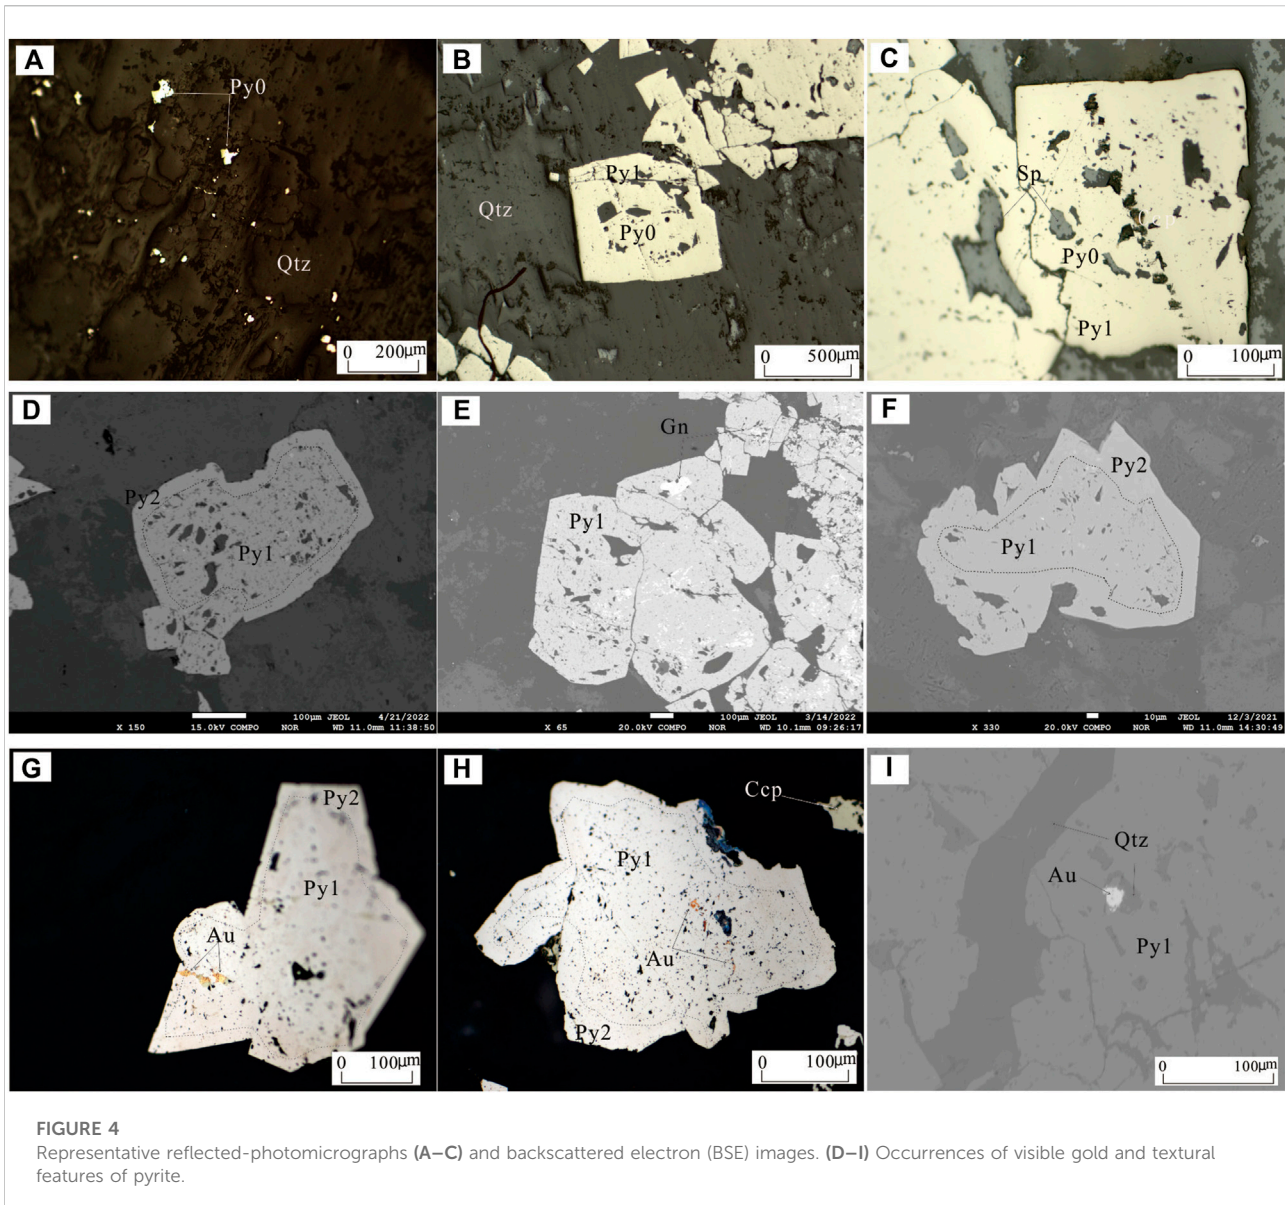 A
Py0
Qtz
0 200μm
B
Py1
Qtz
Py0
0 500μm
C
Sp
Py0
Py1
0 100μm
D
Py2
Py1
100μm JEOL 4/21/2022
X 150 15.0kV COMPO NOR WD 11.0mm 11:38:50
E
Gn
Py1
100μm JEOL 3/14/2022
X 65 20.0kV COMPO NOR WD 10.1mm 09:26:17
F
Py2
Py1
10μm JEOL 12/3/2021
X 330 20.0kV COMPO NOR WD 11.0mm 14:30:49
G
Py2
Py1
Au
0 100μm
H
Ccp
Py1
Au
Py2
0 100μm
I
Qtz
Au
Py1
0 100μm
FIGURE 4
Representative reflected-photomicrographs (A–C) and backscattered electron (BSE) images. (D–I) Occurrences of visible gold and textural
features of pyrite.